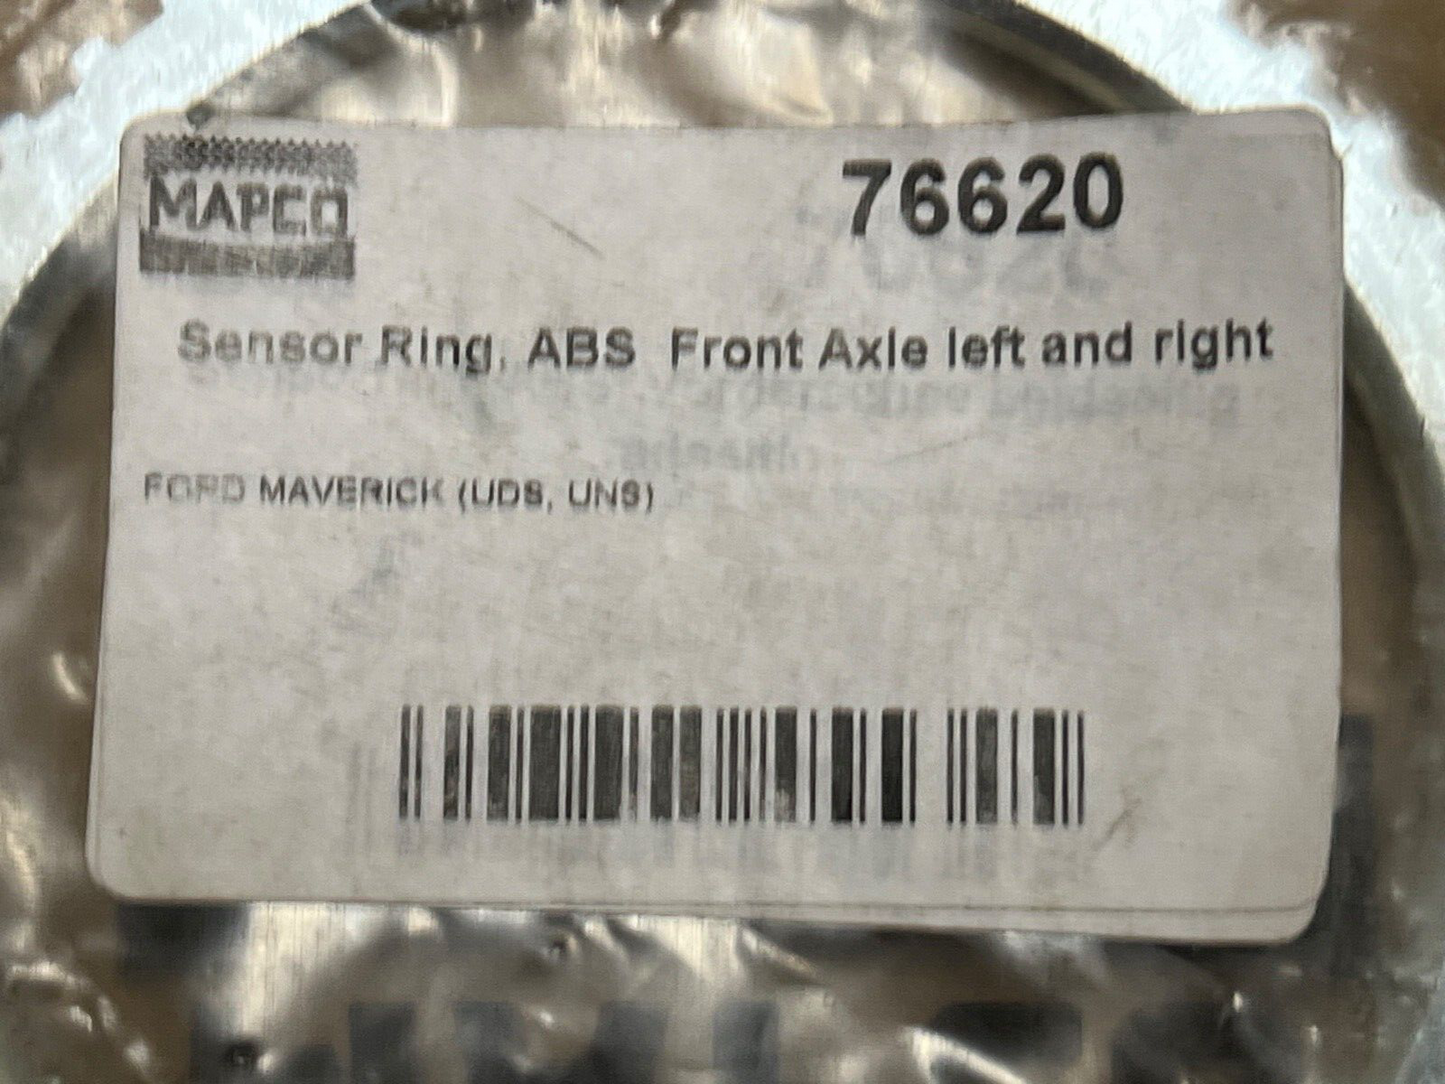 MAPCO
76620
Sensor Ring, ABS Front Axle left and right
FORD MAVERICK (UDS, UNS)